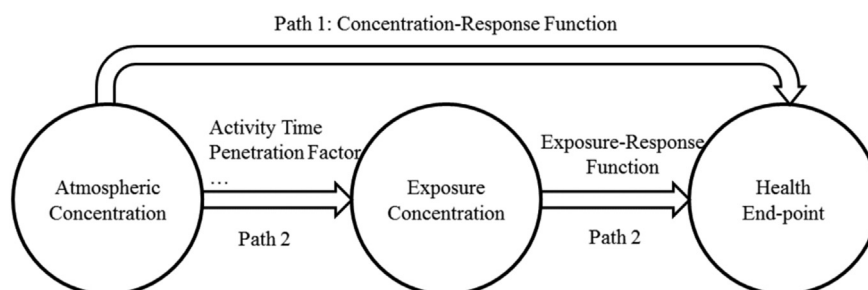 Path 1: Concentration-Response Function
Activity Time
Penetration Factor
…
Exposure-Response
Function
Atmospheric
Concentration
Exposure
Concentration
Health
End-point
Path 2
Path 2